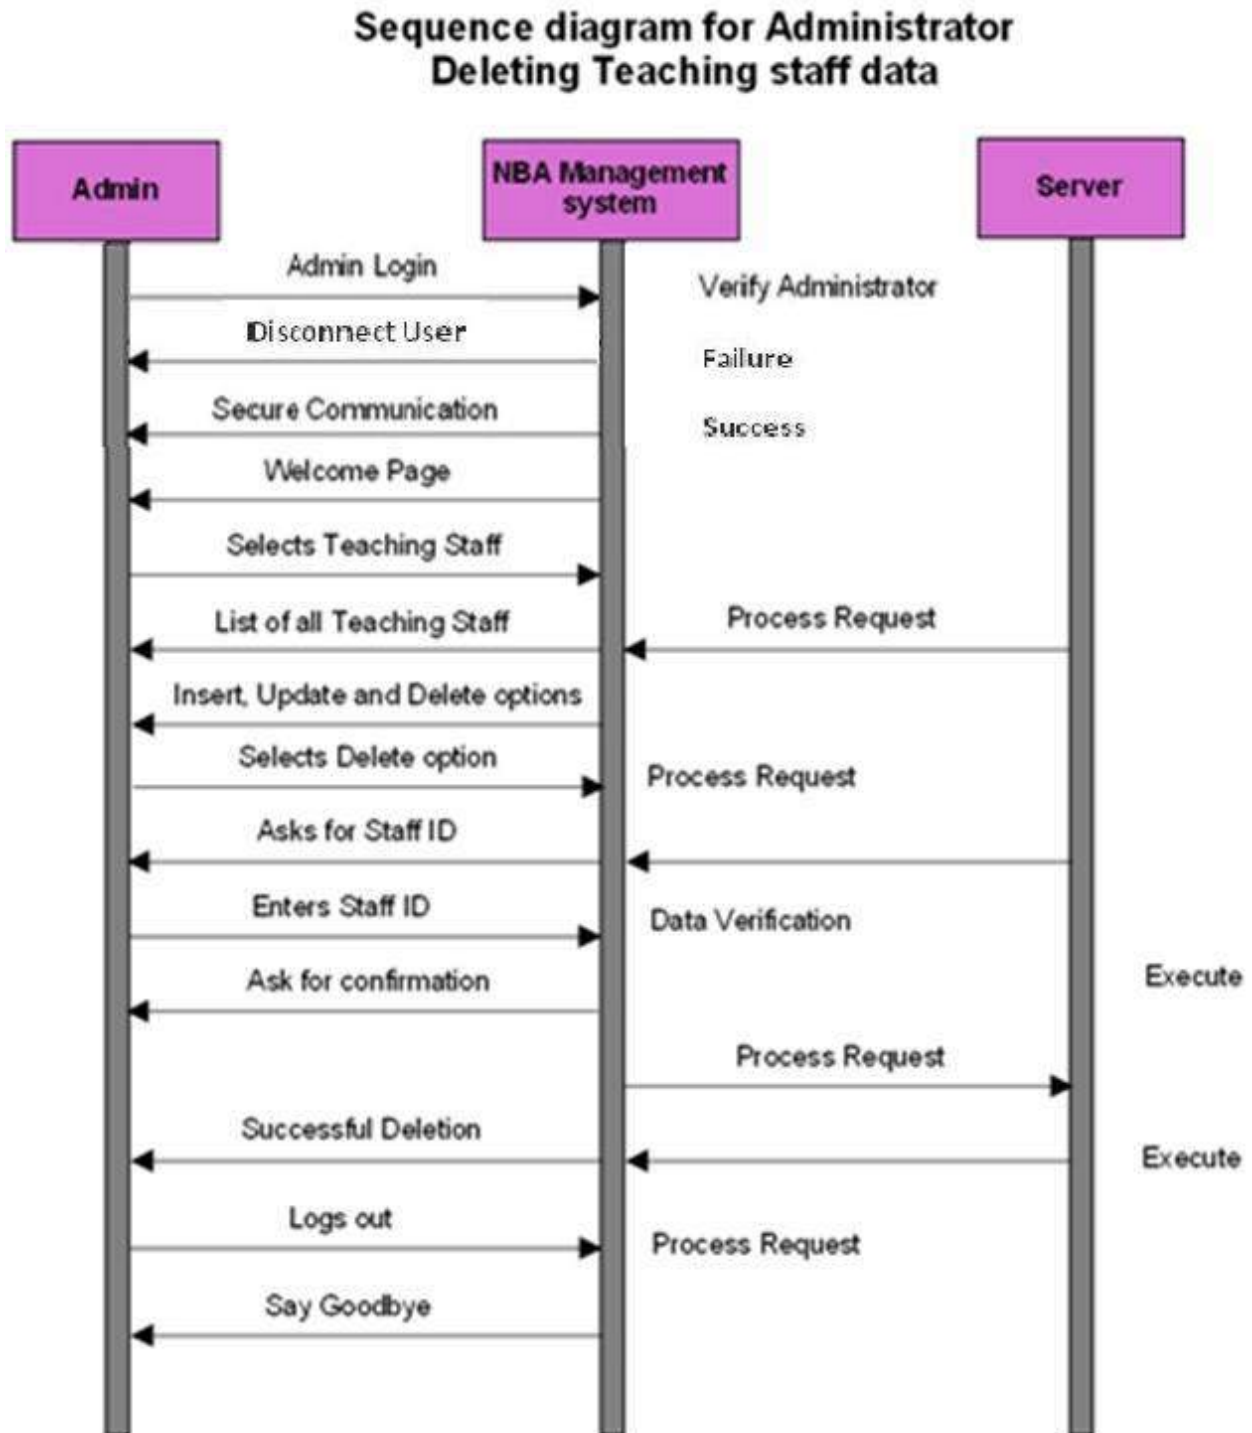 Sequence diagram for Administrator
Deleting Teaching staff data
Admin
NBA Management
system
Server
Admin Login
Verify Administrator
Disconnect User
Failure
Secure Communication
Success
Welcome Page
Selects Teaching Staff
List of all Teaching Staff
Process Request
Insert, Update and Delete options
Selects Delete option
Process Request
Asks for Staff ID
Enters Staff ID
Data Verification
Ask for confirmation
Execute
Process Request
Successful Deletion
Execute
Logs out
Process Request
Say Goodbye